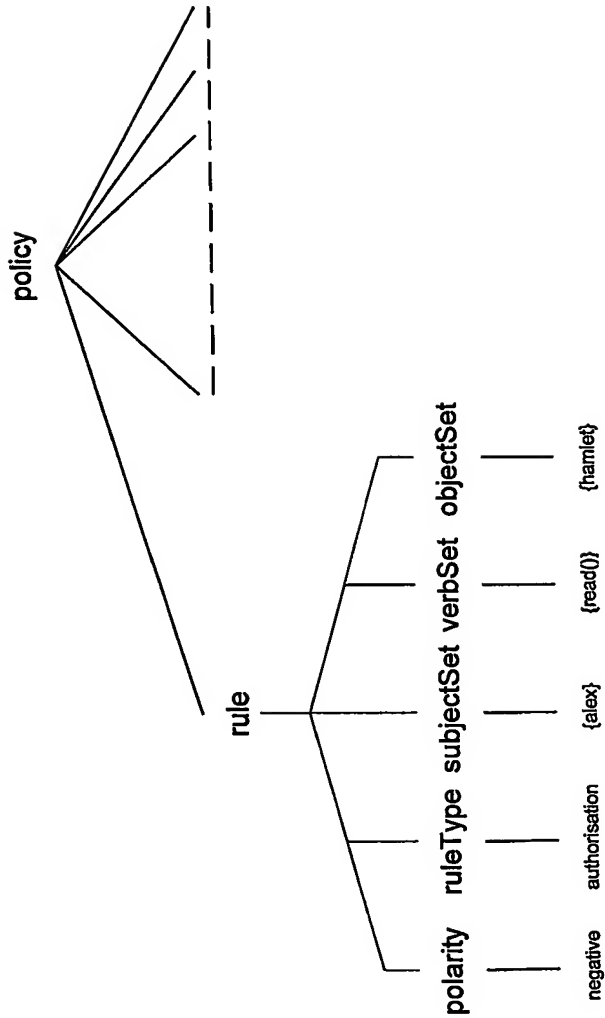 policy
rule
polarity ruleType subjectSet verbSet objectSet
negative authorisation {alex} {read()} {hamlet}